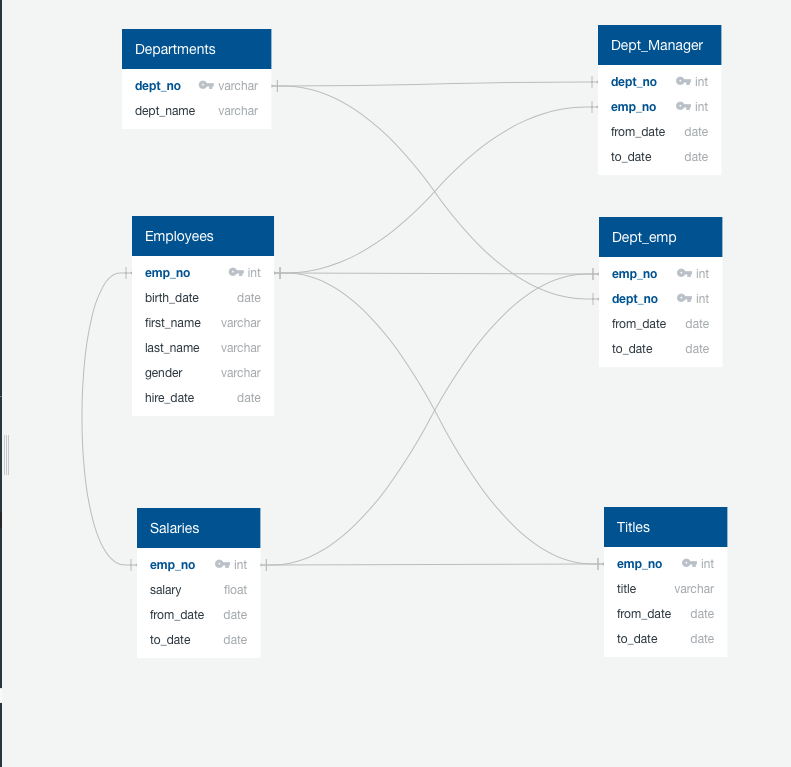 Departments
dept_no varchar
dept_name varchar
Dept_Manager
dept_no int
emp_no int
from_date date
to_date date
Employees
emp_no int
birth_date date
first_name varchar
last_name varchar
gender varchar
hire_date date
Dept_emp
emp_no int
dept_no int
from_date date
to_date date
Salaries
emp_no int
salary float
from_date date
to_date date
Titles
emp_no int
title varchar
from_date date
to_date date